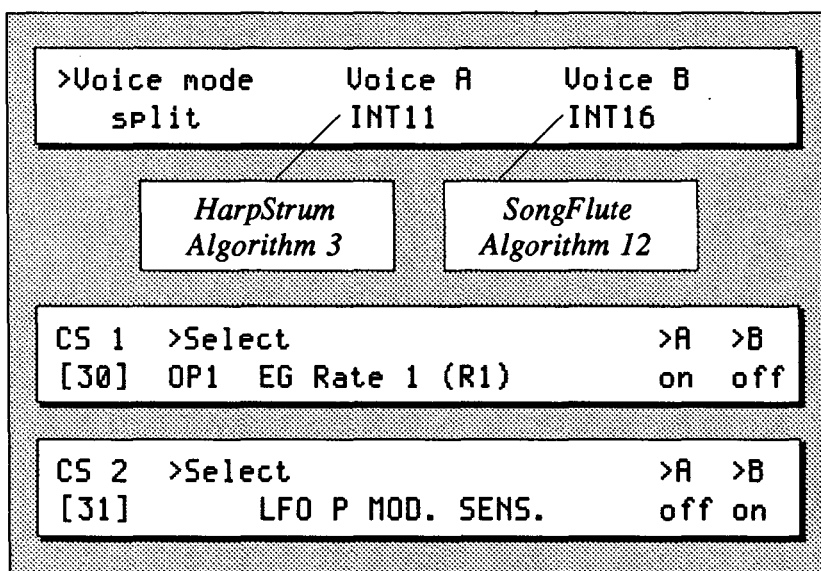 >Voice mode Voice A Voice B
split INT11 INT16
HarpStrum SongFlute
Algorithm 3 Algorithm 12
CS 1 >Select >A >B
[30] OP1 EG Rate 1 (R1) on off
CS 2 >Select >A >B
[31] LFO P MOD. SENS. off on